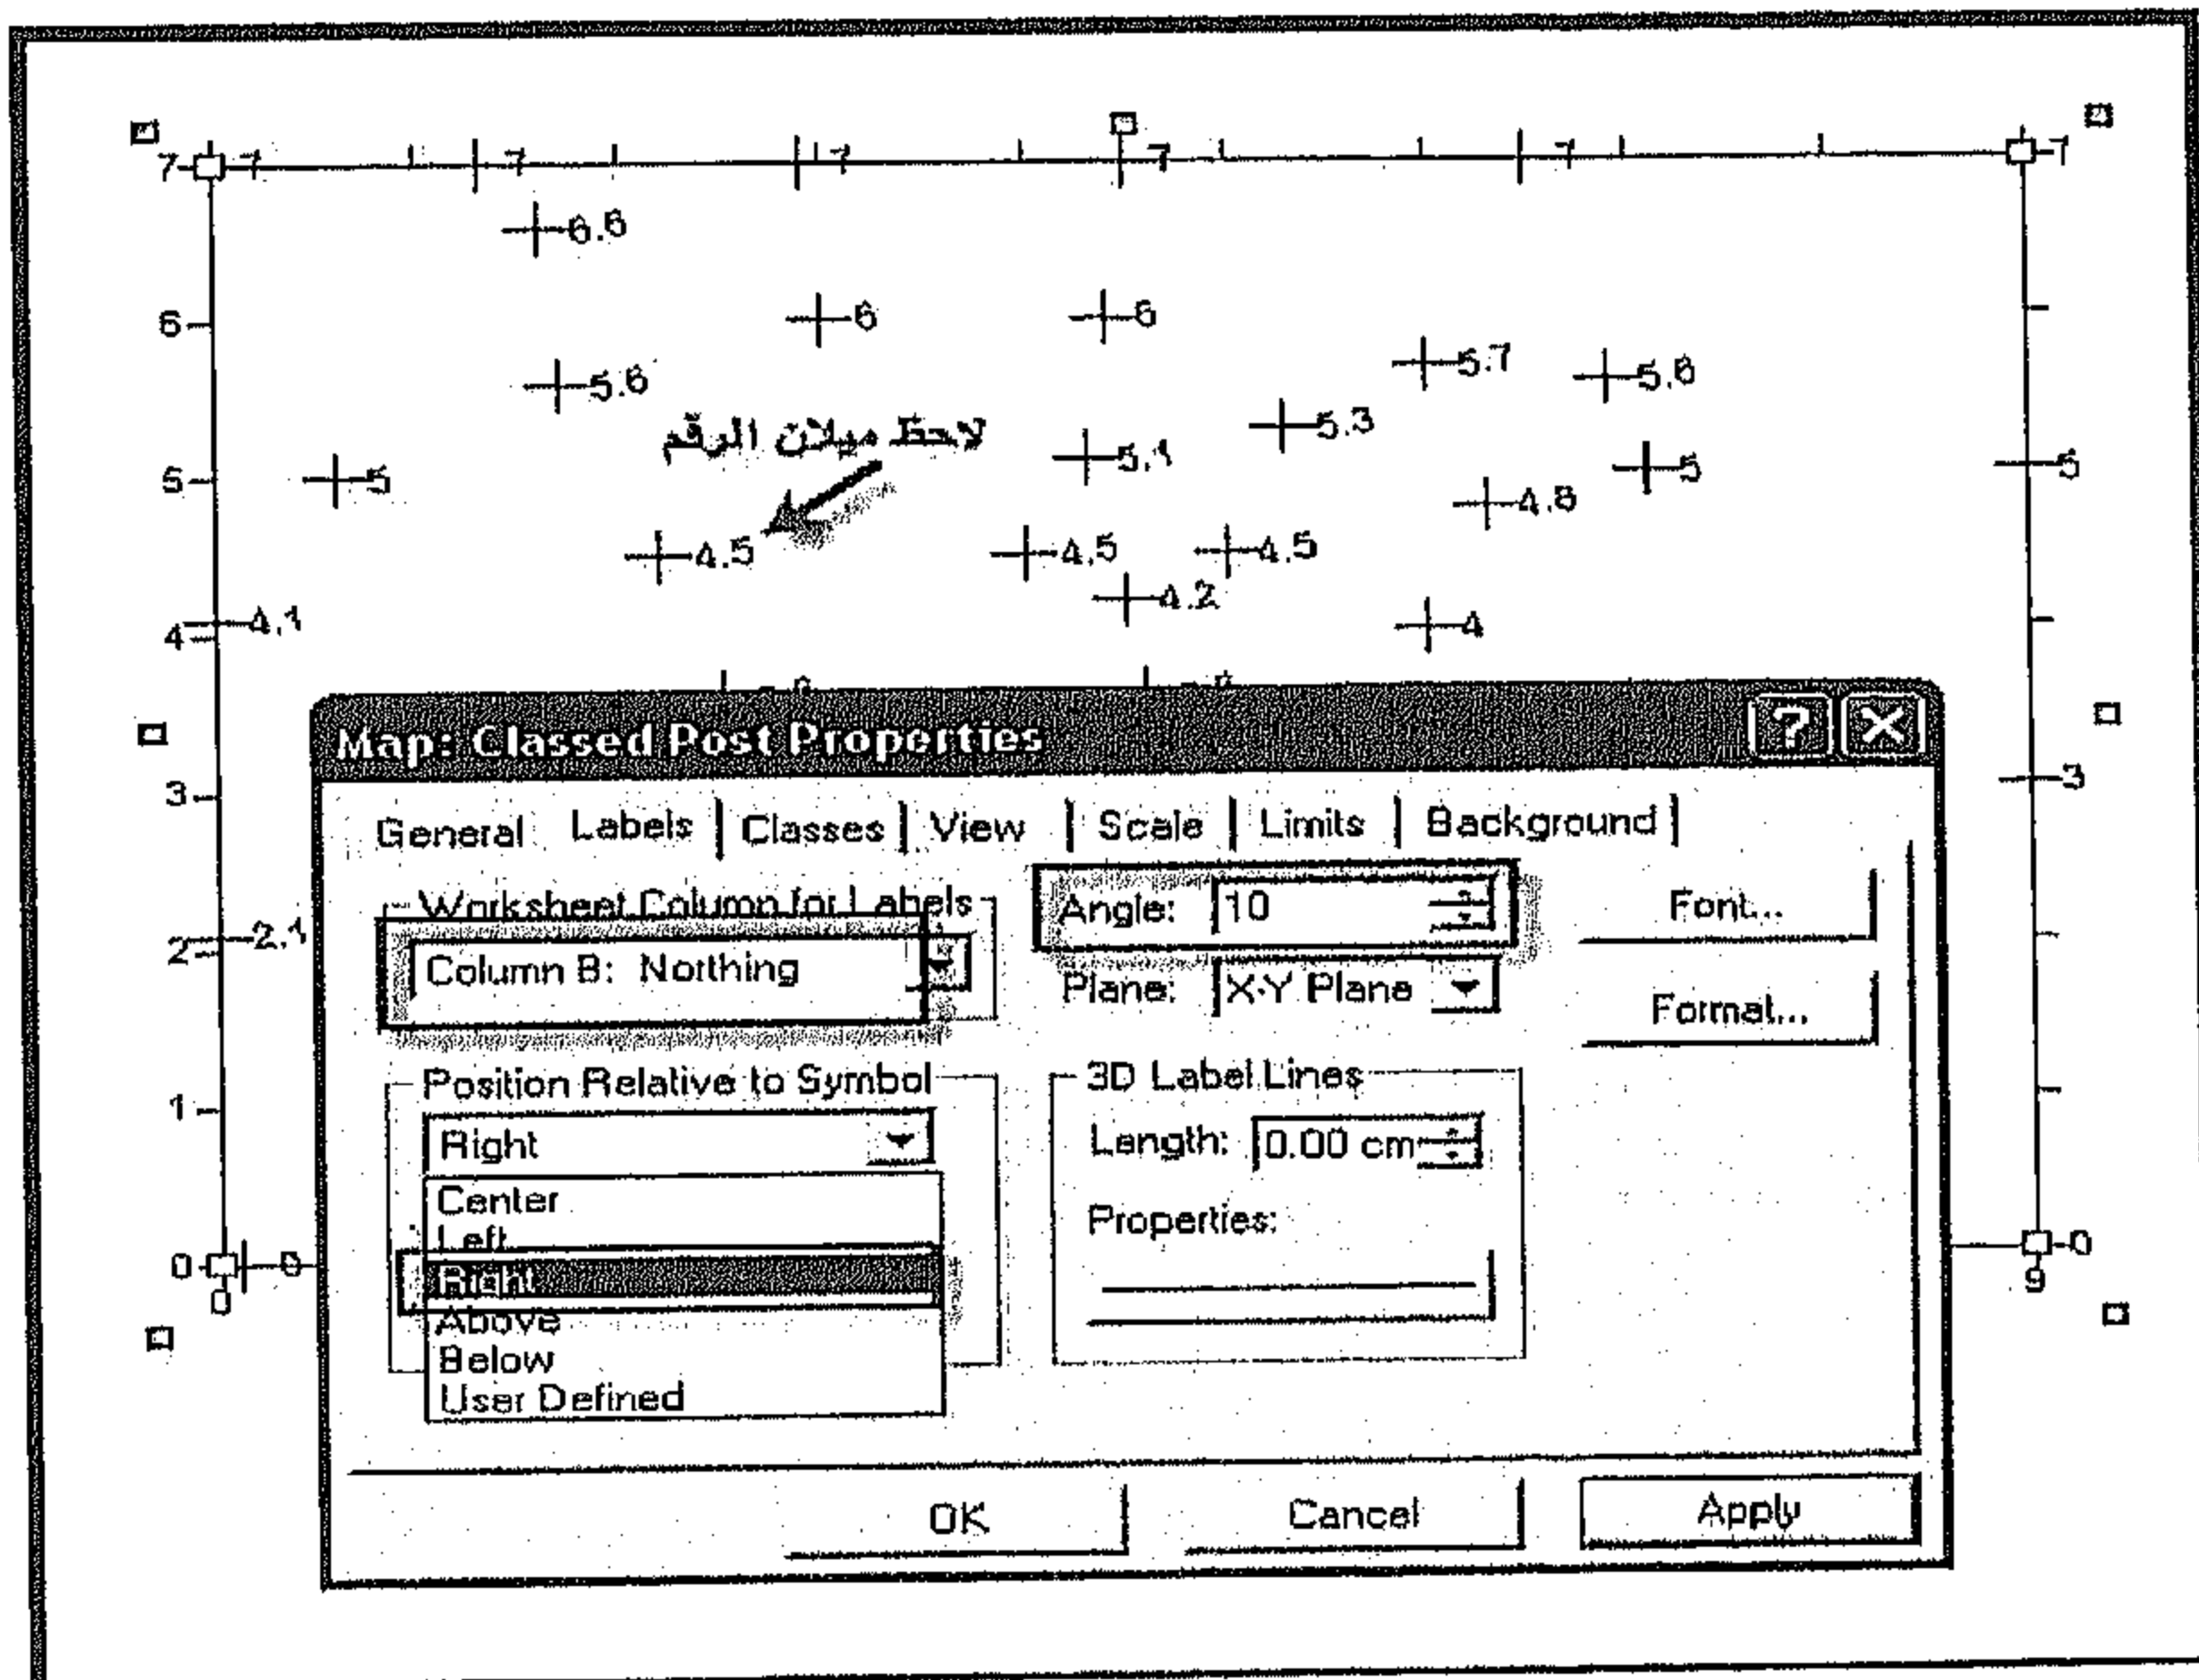 7 7 7 7 7 7 7
6.6
6 6 6
5.6 5.7 5.6
لاحظ ميلان الرقم
5.3
5 5 5.1 5 5
4.8
4.5 4.5 4.5
4.2
4 4.1 4
Map: Classed Post Properties
3 3
General Labels Classes View Scale Limits Background
Worksheet Column for Labels
Angle: 10
Font...
2 2.1
Column B: Northing
Plane: X-Y Plane
Format...
Position Relative to Symbol
3D Label Lines
1
Right
Length: 0.00 cm
Center
Properties:
Left
0 0 0
Right
0 9
Above
Below
User Defined
OK Cancel Apply